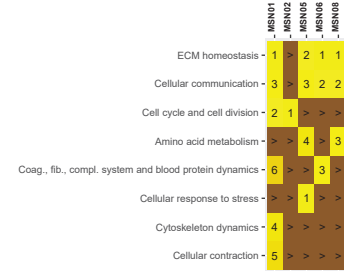 MSN01 MSN02 MSN05 MSN06 MSN08
ECM homeostasis 1 > 2 1 1
Cellular communication 3 > 3 2 2
Cell cycle and cell division 2 1 > > >
Amino acid metabolism > > 4 > 3
Coag., fib., compl. system and blood protein dynamics 6 > > 3 >
Cellular response to stress > > 1 > >
Cytoskeleton dynamics 4 > > > >
Cellular contraction 5 > > > >